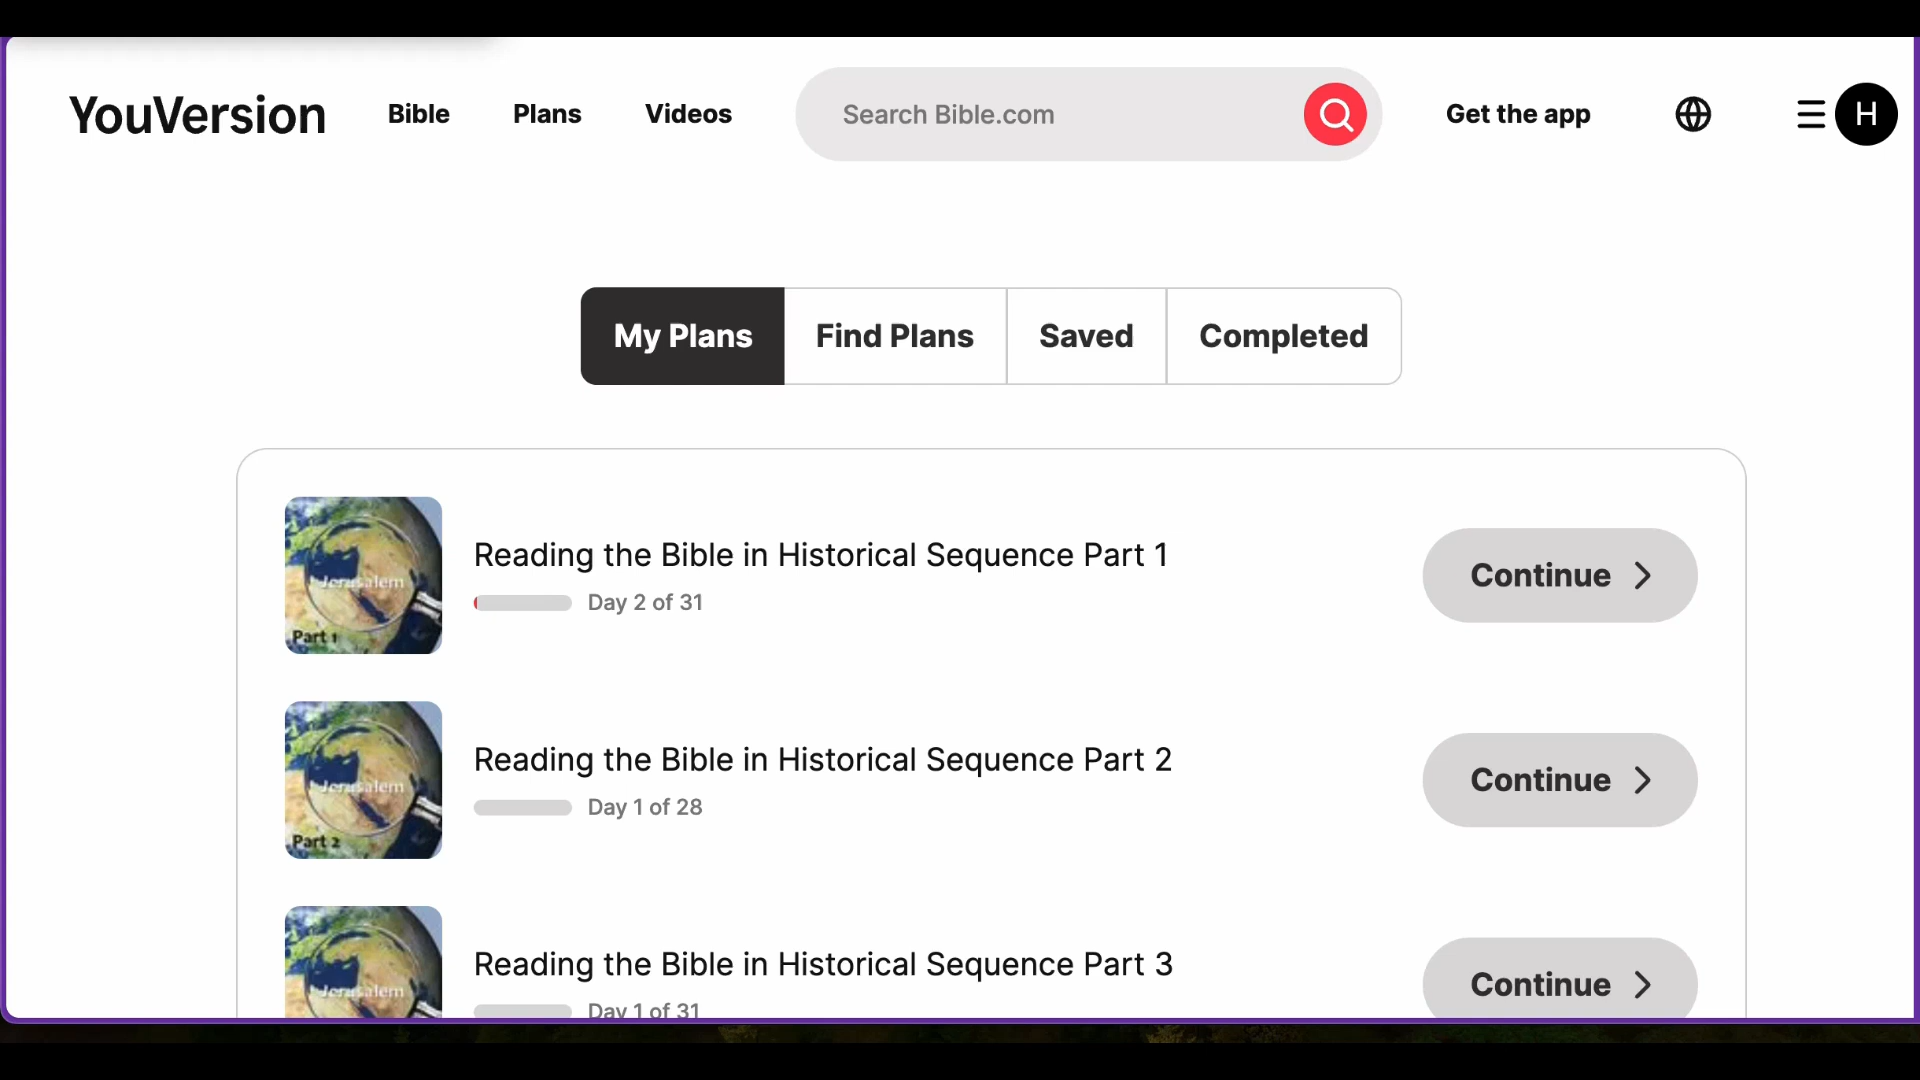 YouVersion Bible Plans Videos Search Bible.com Get the app H
My Plans Find Plans Saved Completed
Jerusalem
Part 1
Reading the Bible in Historical Sequence Part 1
Day 2 of 31
Continue
Jerusalem
Part 2
Reading the Bible in Historical Sequence Part 2
Day 1 of 28
Continue
Jerusalem
Reading the Bible in Historical Sequence Part 3
Day 1 of 31
Continue